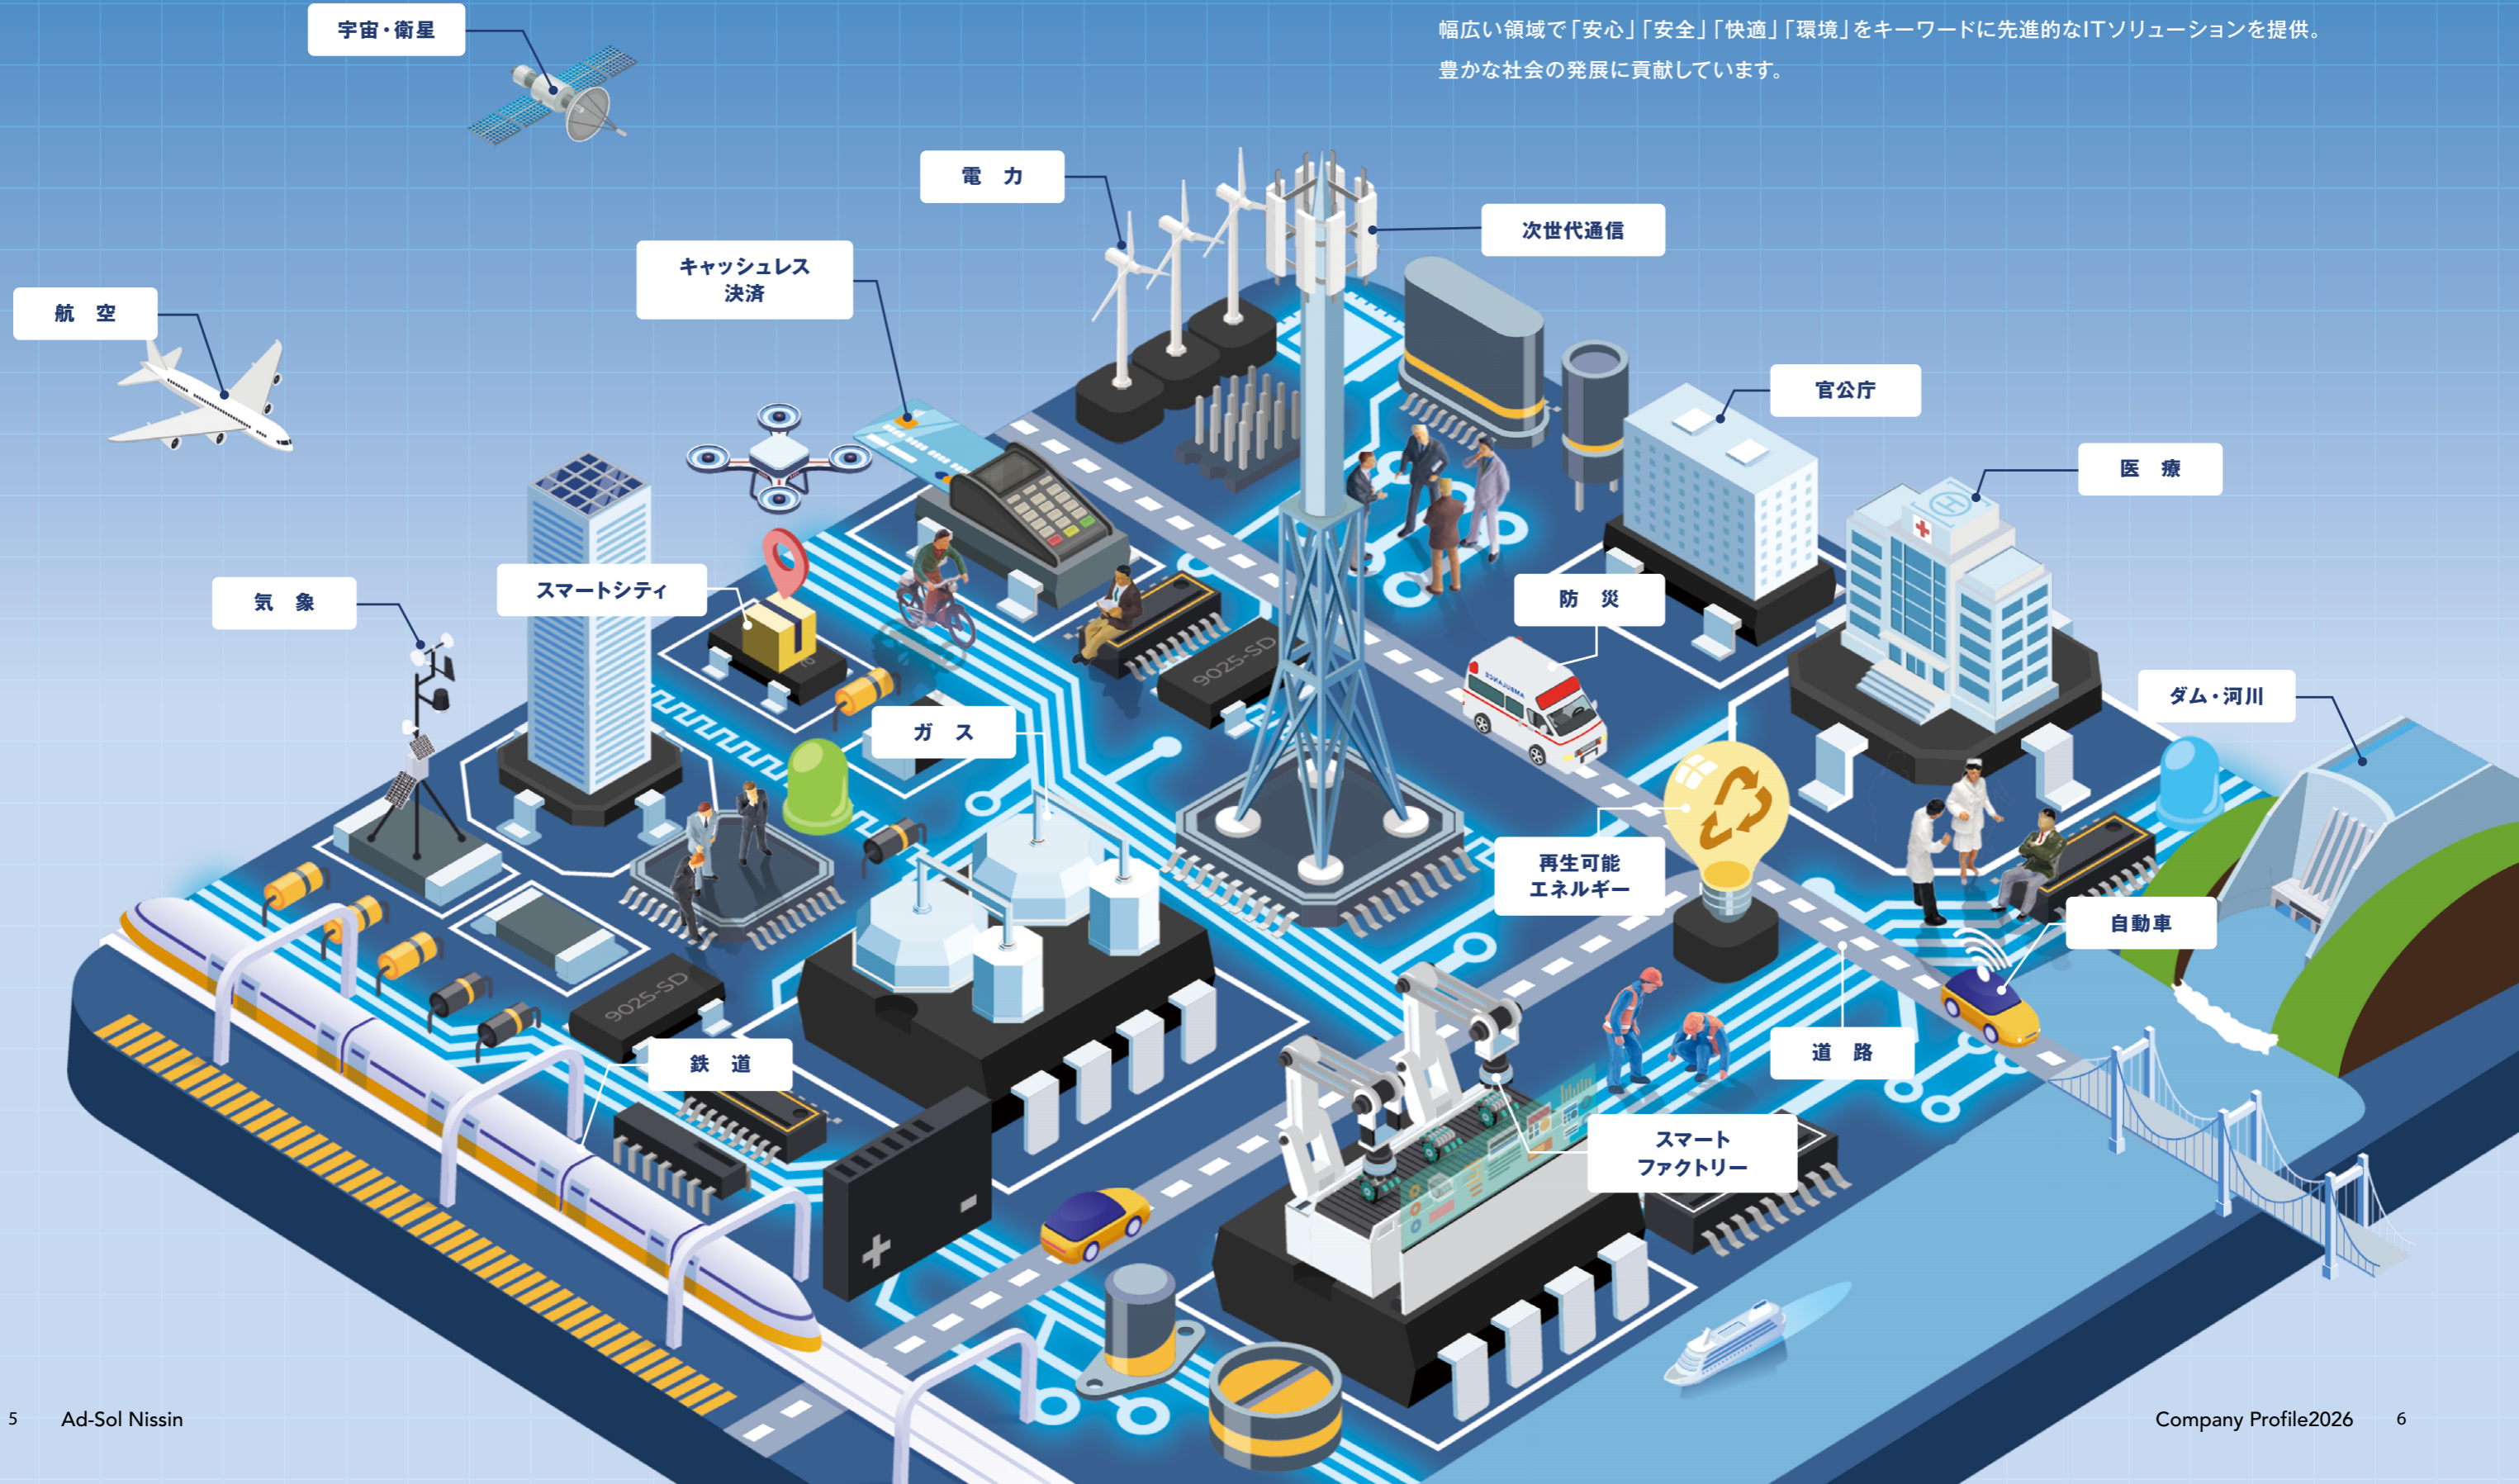 幅広い領域で「安心」「安全」「快適」「環境」をキーワードに先進的なITソリューションを提供。
豊かな社会の発展に貢献しています。
宇宙・衛星
電　力
次世代通信
キャッシュレス
決済
航　空
官公庁
医　療
スマートシティ
気　象
防　災
AMBULANCE
9025-SD
ダム・河川
ガス
再生可能
エネルギー
自動車
9025-SD
鉄　道
道　路
スマート
ファクトリー
5 Ad-Sol Nissin
Company Profile2026 6